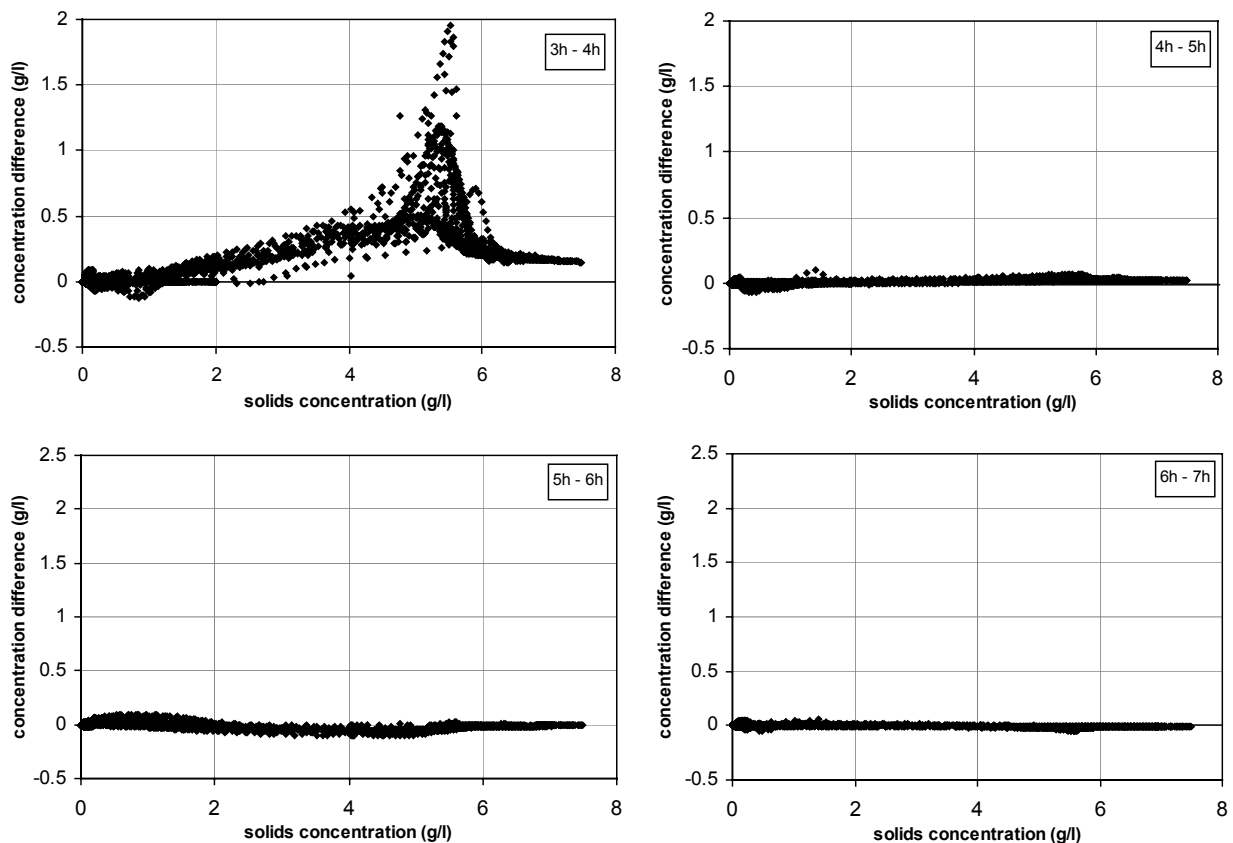 2
1.5
1
0.5
0
-0.5
concentration difference (g/l)
3h - 4h
0 2 4 6 8
solids concentration (g/l)
2
1.5
1
0.5
0
-0.5
concentration difference (g/l)
4h - 5h
0 2 4 6 8
solids concentration (g/l)
2.5
2
1.5
1
0.5
0
-0.5
concentration difference (g/l)
5h - 6h
0 2 4 6 8
solids concentration (g/l)
2.5
2
1.5
1
0.5
0
-0.5
concentration difference (g/l)
6h - 7h
0 2 4 6 8
solids concentration (g/l)